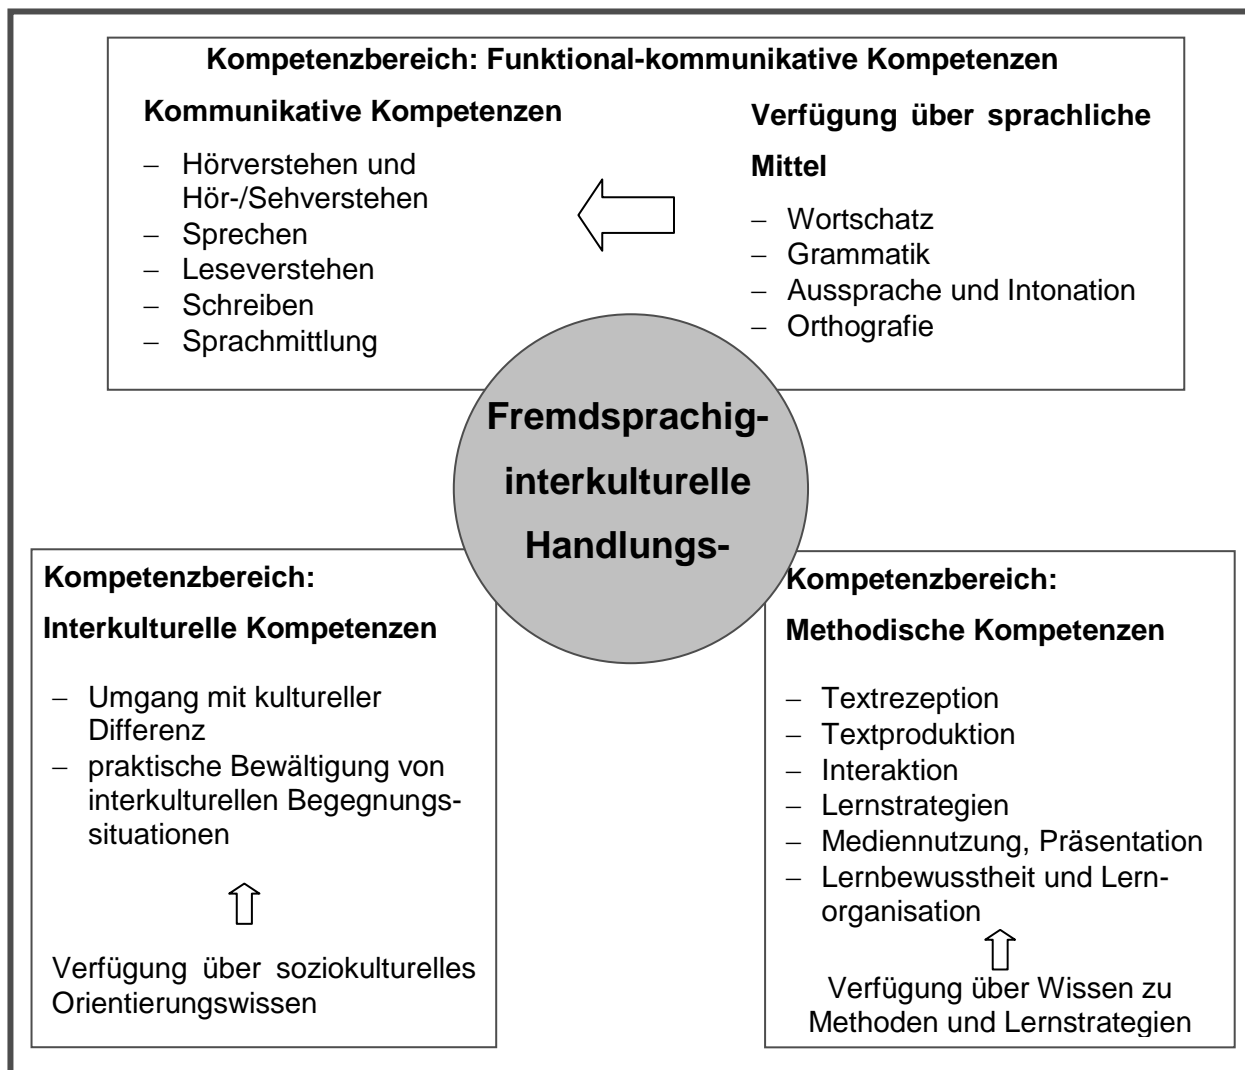 Kompetenzbereich: Funktional-kommunikative Kompetenzen
Kommunikative Kompetenzen
– Hörverstehen und
Hör-/Sehverstehen
– Sprechen
– Leseverstehen
– Schreiben
– Sprachmittlung
Verfügung über sprachliche
Mittel
– Wortschatz
– Grammatik
– Aussprache und Intonation
– Orthografie
Fremdsprachig-
interkulturelle
Handlungs-
Kompetenzbereich:
Interkulturelle Kompetenzen
– Umgang mit kultureller
Differenz
– praktische Bewältigung von
interkulturellen Begegnungs-
situationen
Verfügung über soziokulturelles
Orientierungswissen
Kompetenzbereich:
Methodische Kompetenzen
– Textrezeption
– Textproduktion
– Interaktion
– Lernstrategien
– Mediennutzung, Präsentation
– Lernbewusstheit und Lern-
organisation
Verfügung über Wissen zu
Methoden und Lernstrategien